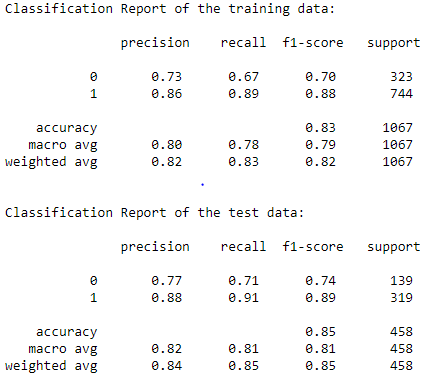 Classification Report of the training data:
precision recall f1-score support
0 0.73 0.67 0.70 323
1 0.86 0.89 0.88 744
accuracy 0.83 1067
macro avg 0.80 0.78 0.79 1067
weighted avg 0.82 0.83 0.82 1067
Classification Report of the test data:
precision recall f1-score support
0 0.77 0.71 0.74 139
1 0.88 0.91 0.89 319
accuracy 0.85 458
macro avg 0.82 0.81 0.81 458
weighted avg 0.84 0.85 0.85 458